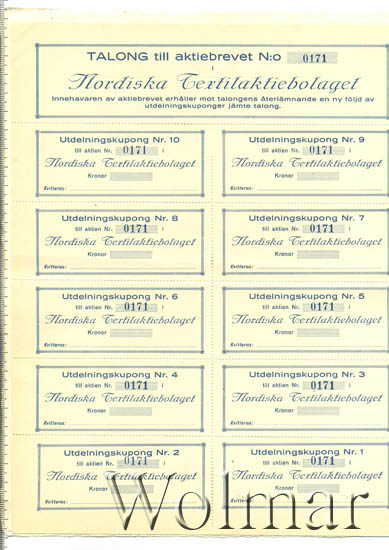 TALONG till aktiebrevet N:o 0171
i
Nordiska Textilaktiebolaget
Innehavaren av aktiebrevet erhåller mot talongens återlämnande en ny följd av
utdelningskuponger jämte talong.
Utdelningskupong Nr. 10
till aktien Nr. 0171 i
Nordiska Textilaktiebolaget
Kronor
Kvitteras:
Utdelningskupong Nr. 9
till aktien Nr. 0171 i
Nordiska Textilaktiebolaget
Kronor
Kvitteras:
Utdelningskupong Nr. 8
till aktien Nr. 0171 i
Nordiska Textilaktiebolaget
Kronor
Kvitteras:
Utdelningskupong Nr. 7
till aktien Nr. 0171 i
Nordiska Textilaktiebolaget
Kronor
Kvitteras:
Utdelningskupong Nr. 6
till aktien Nr. 0171 i
Nordiska Textilaktiebolaget
Kronor
Kvitteras:
Utdelningskupong Nr. 5
till aktien Nr. 0171 i
Nordiska Textilaktiebolaget
Kronor
Kvitteras:
Utdelningskupong Nr. 4
till aktien Nr. 0171 i
Nordiska Textilaktiebolaget
Kronor
Kvitteras:
Utdelningskupong Nr. 3
till aktien Nr. 0171 i
Nordiska Textilaktiebolaget
Kronor
Kvitteras:
Utdelningskupong Nr. 2
till aktien Nr. 0171 i
Nordiska Textilaktiebolaget
Kronor
Kvitteras:
Utdelningskupong Nr. 1
till aktien Nr. 0171 i
Nordiska Textilaktiebolaget
Kronor
Wolmar